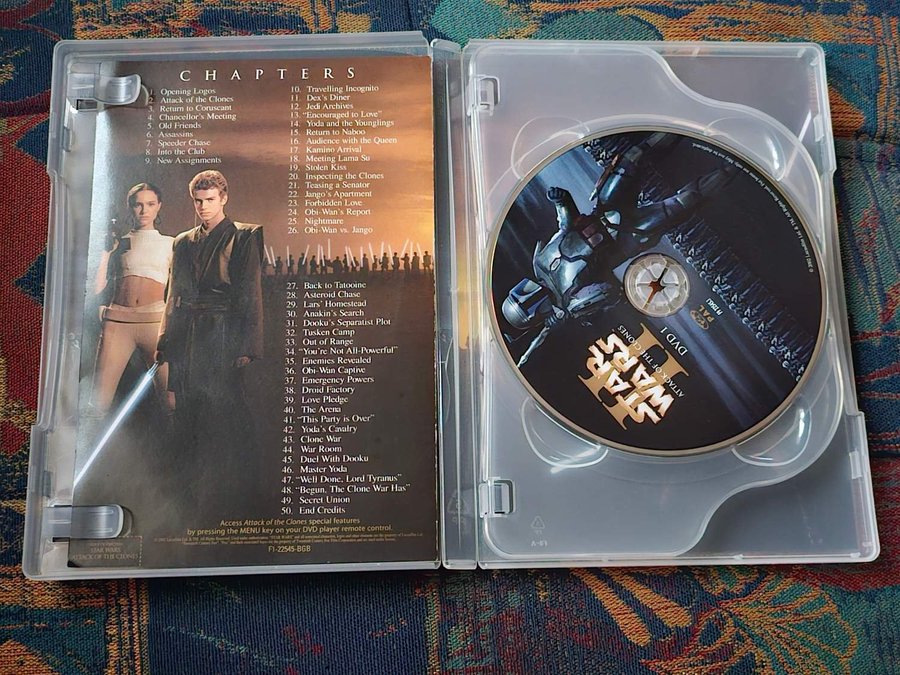 CHAPTERS
1. Opening Logos
2. Attack of the Clones
3. Return to Coruscant
4. Chancellor's Meeting
5. Old Friends
6. Assassins
7. Speeder Chase
8. Into the Club
9. New Assignments
10. Travelling Incognito
11. Dex's Diner
12. Jedi Archives
13. "Encouraged to Love"
14. Yoda and the Younglings
15. Return to Naboo
16. Audience with the Queen
17. Kamino Arrival
18. Meeting Lama Su
19. Stolen Kiss
20. Inspecting the Clones
21. Teasing a Senator
22. Jango's Apartment
23. Forbidden Love
24. Obi-Wan's Report
25. Nightmare
26. Obi-Wan vs. Jango
27. Back to Tatooine
28. Asteroid Chase
29. Lars' Homestead
30. Anakin's Search
31. Dooku's Separatist Plot
32. Tusken Camp
33. Out of Range
34. "You're Not All-Powerful"
35. Enemies Revealed
36. Obi-Wan Captive
37. Emergency Powers
38. Droid Factory
39. Love Pledge
40. The Arena
41. "This Party is Over"
42. Yoda's Cavalry
43. Clone War
44. War Room
45. Duel With Dooku
46. Master Yoda
47. "Well Done, Lord Tyranus"
48. "Begun, The Clone War Has"
49. Secret Union
50. End Credits
Access Attack of the Clones special features
by pressing the MENU key on your DVD player remote control.
F1-22545-BGB
STAR WARS
ATTACK OF THE CLONES
STAR
WARS
II
ATTACK OF THE CLONES
DVD 1
PAL